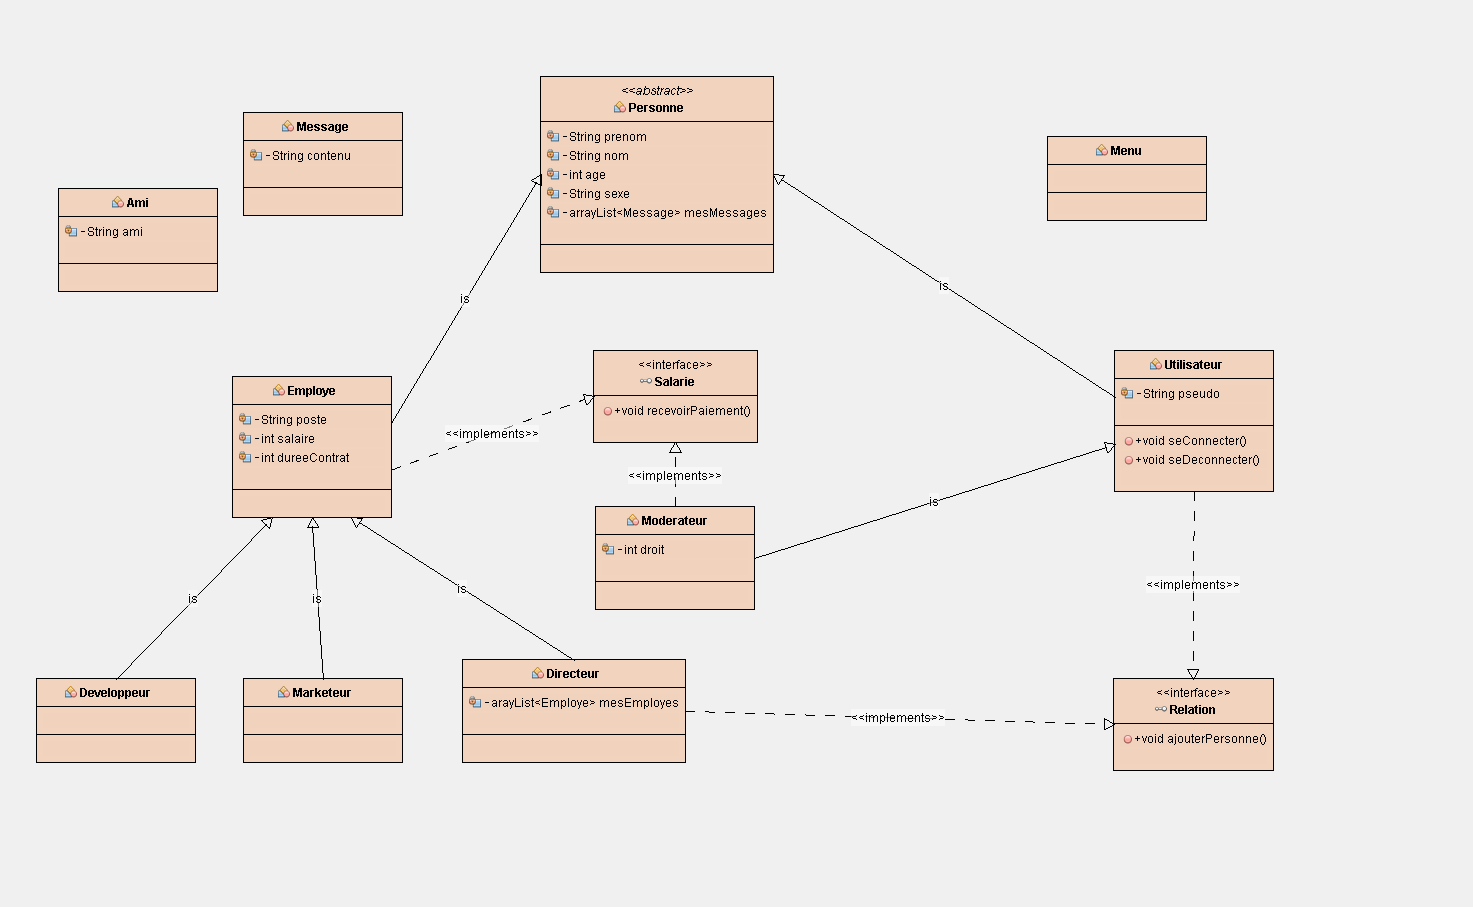 <<abstract>>
Personne
-String prenom
-String nom
-int age
-String sexe
-arrayList<Message> mesMessages
Message
-String contenu
Menu
Ami
-String ami
is
is
<<interface>>
Salarie
+void recevoirPaiement()
Utilisateur
-String pseudo
+void seConnecter()
+void seDeconnecter()
Employe
-String poste
-int salaire
-int dureeContrat
<<implements>>
<<implements>>
is
Moderateur
-int droit
<<implements>>
is
is
is
Developpeur
Marketeur
Directeur
-arayList<Employe> mesEmployes
<<implements>>
<<interface>>
Relation
+void ajouterPersonne()